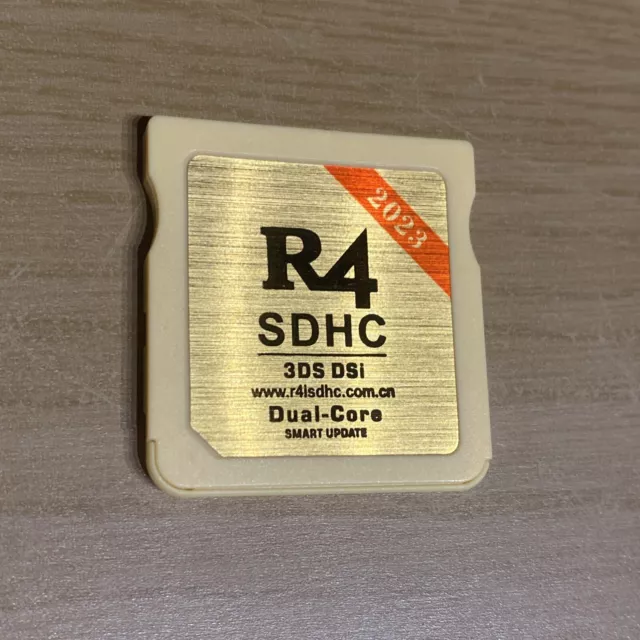 2023
R4
SDHC
3DS DSi
www.r4isdhc.com.cn
Dual-Core
SMART UPDATE